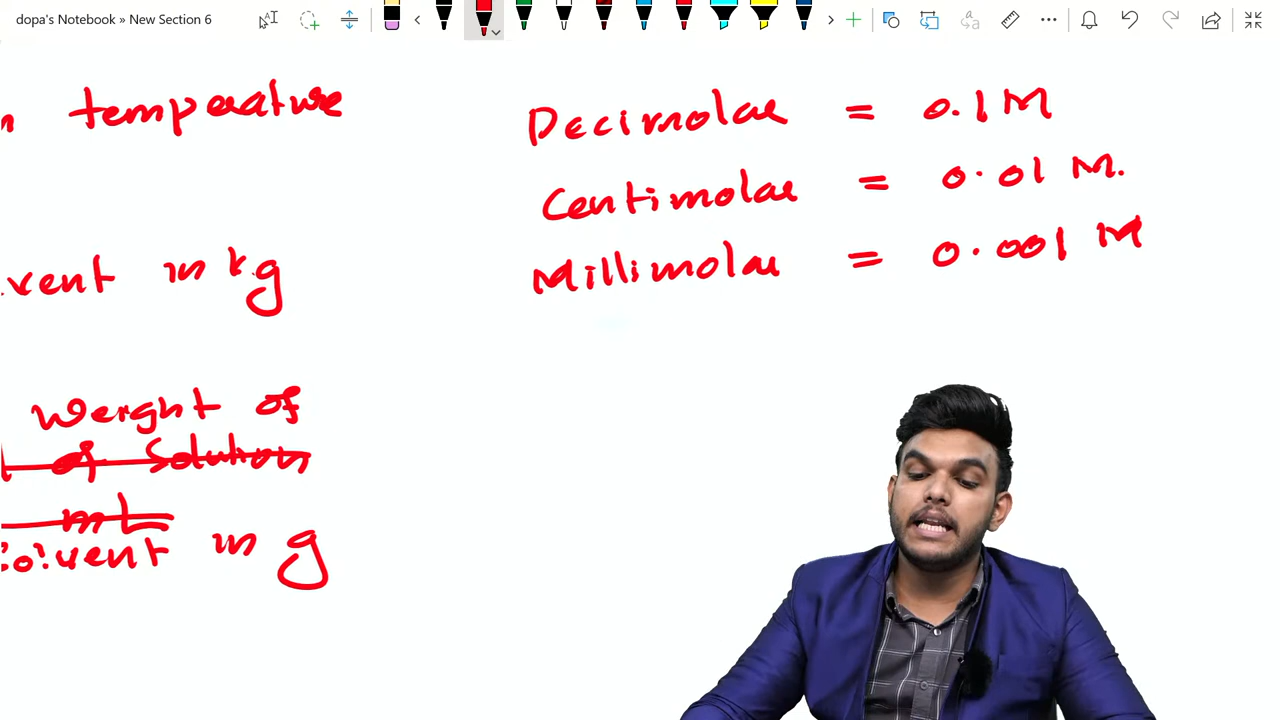 dopa's Notebook » New Section 6
temperature
Decimolar = 0.1 M
Centimolar = 0.01 M.
vent in kg
Millimolar = 0.001 M
Weight of
of Solution
mL
Solvent in g